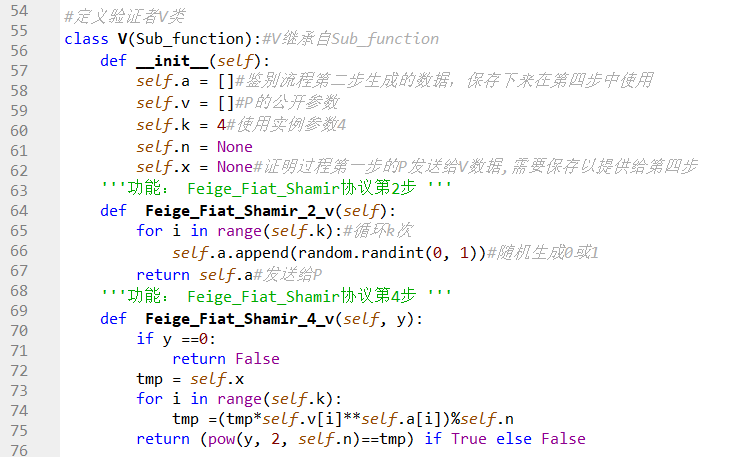 54 #定义验证者V类
55 class V(Sub_function):#V继承自Sub_function
56     def __init__(self):
57         self.a = []#鉴别流程第二步生成的数据，保存下来在第四步中使用
58         self.v = []#P的公开参数
59         self.k = 4#使用实例参数4
60         self.n = None
61         self.x = None#证明过程第一步的P发送给V数据,需要保存以提供给第四步
62     '''功能： Feige_Fiat_Shamir协议第2步 '''
63     def  Feige_Fiat_Shamir_2_v(self):
64         for i in range(self.k):#循环k次
65             self.a.append(random.randint(0, 1))#随机生成0或1
66         return self.a#发送给P
67     '''功能： Feige_Fiat_Shamir协议第4步 '''
68     def  Feige_Fiat_Shamir_4_v(self, y):
69         if y ==0:
70             return False
71         tmp = self.x
72         for i in range(self.k):
73             tmp =(tmp*self.v[i]**self.a[i])%self.n
74         return (pow(y, 2, self.n)==tmp) if True else False
75
76